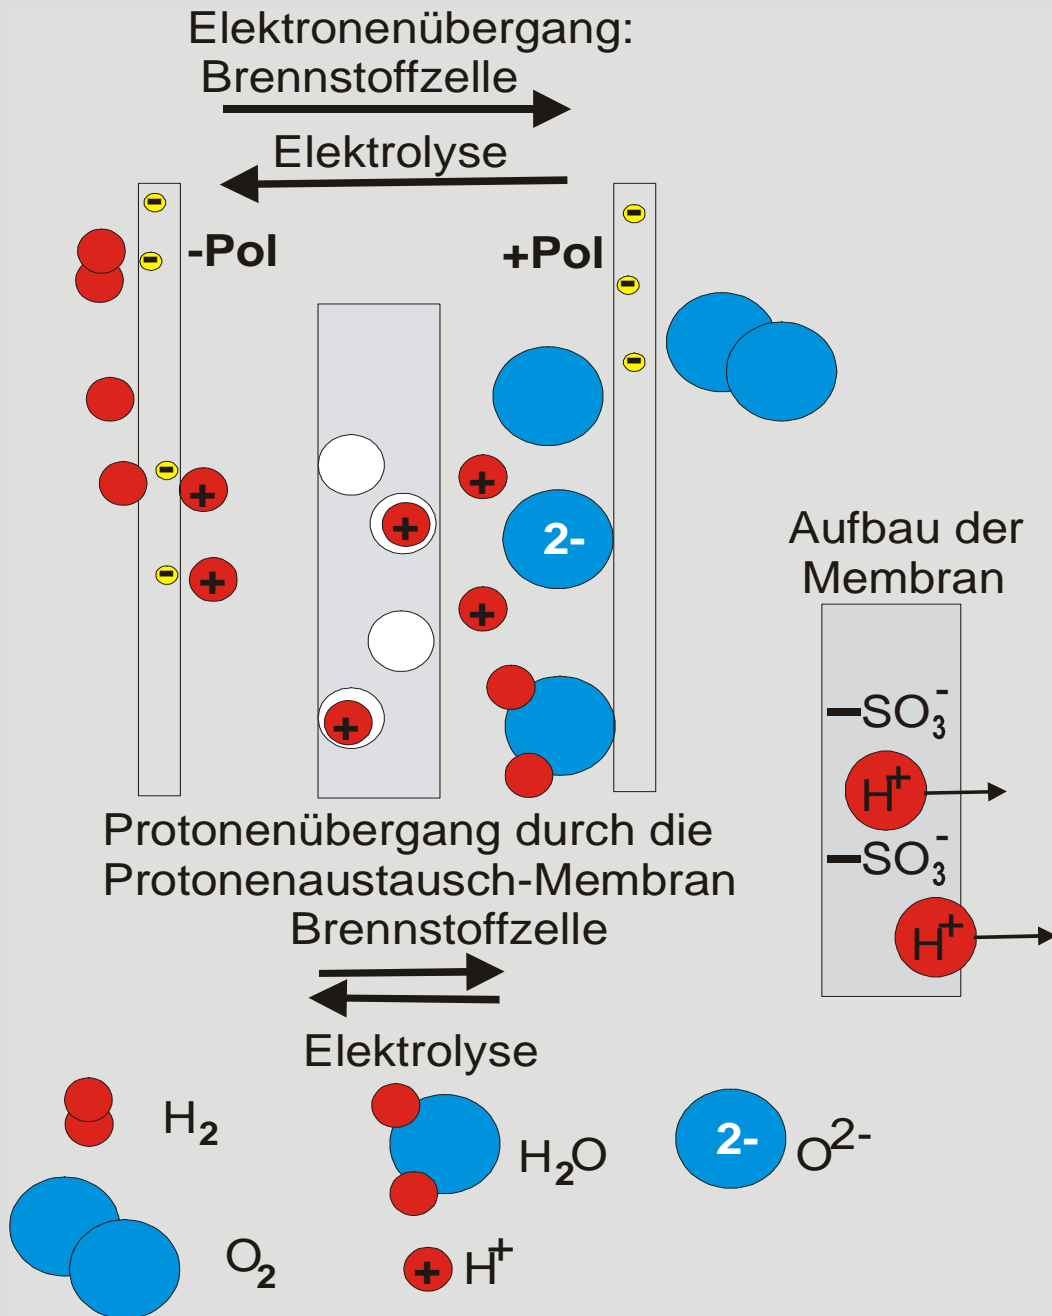 Elektronenübergang:
Brennstoffzelle
Elektrolyse
-Pol
+Pol
+
+
2-
+
+
+
+
Aufbau der
Membran
SO₃⁻
H⁺
SO₃⁻
H⁺
Protonenübergang durch die
Protonenaustausch-Membran
Brennstoffzelle
Elektrolyse
H₂
H₂O
2-
O²⁻
O₂
+
H⁺